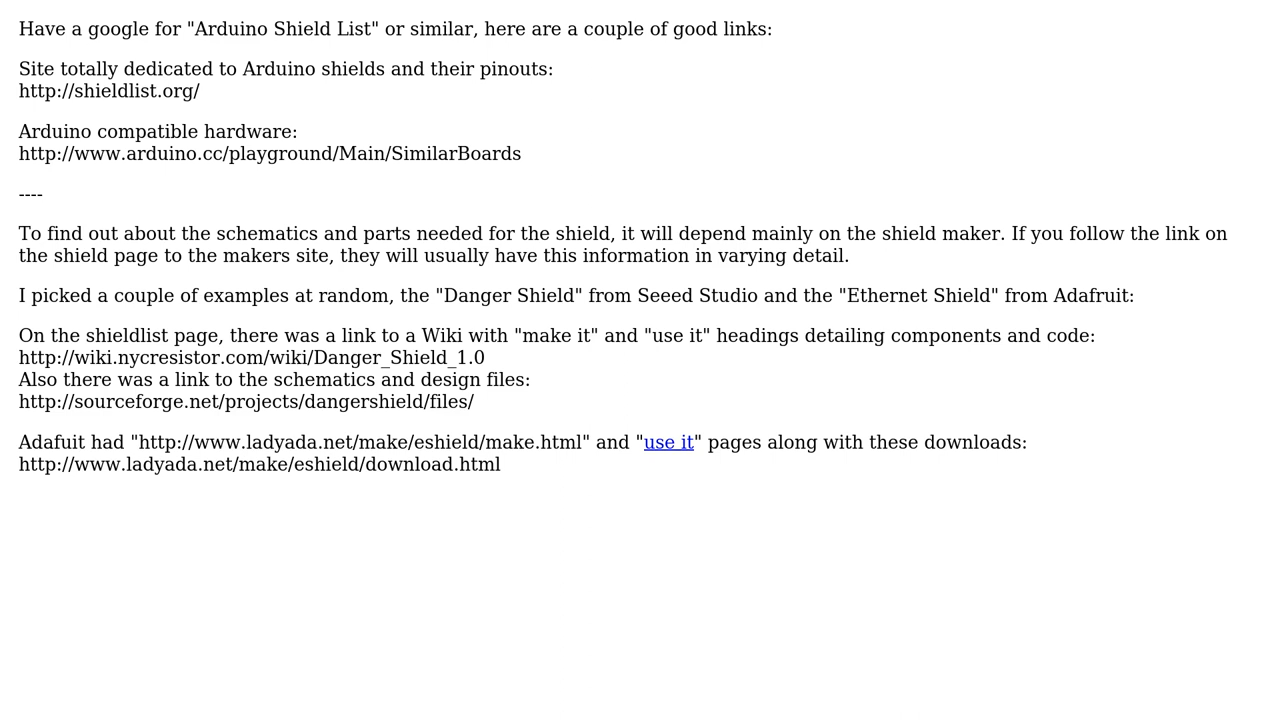 Have a google for "Arduino Shield List" or similar, here are a couple of good links:
Site totally dedicated to Arduino shields and their pinouts:
http://shieldlist.org/
Arduino compatible hardware:
http://www.arduino.cc/playground/Main/SimilarBoards
----
To find out about the schematics and parts needed for the shield, it will depend mainly on the shield maker. If you follow the link on
the shield page to the makers site, they will usually have this information in varying detail.
I picked a couple of examples at random, the "Danger Shield" from Seeed Studio and the "Ethernet Shield" from Adafruit:
On the shieldlist page, there was a link to a Wiki with "make it" and "use it" headings detailing components and code:
http://wiki.nycresistor.com/wiki/Danger_Shield_1.0
Also there was a link to the schematics and design files:
http://sourceforge.net/projects/dangershield/files/
Adafuit had "http://www.ladyada.net/make/eshield/make.html" and "use it" pages along with these downloads:
http://www.ladyada.net/make/eshield/download.html